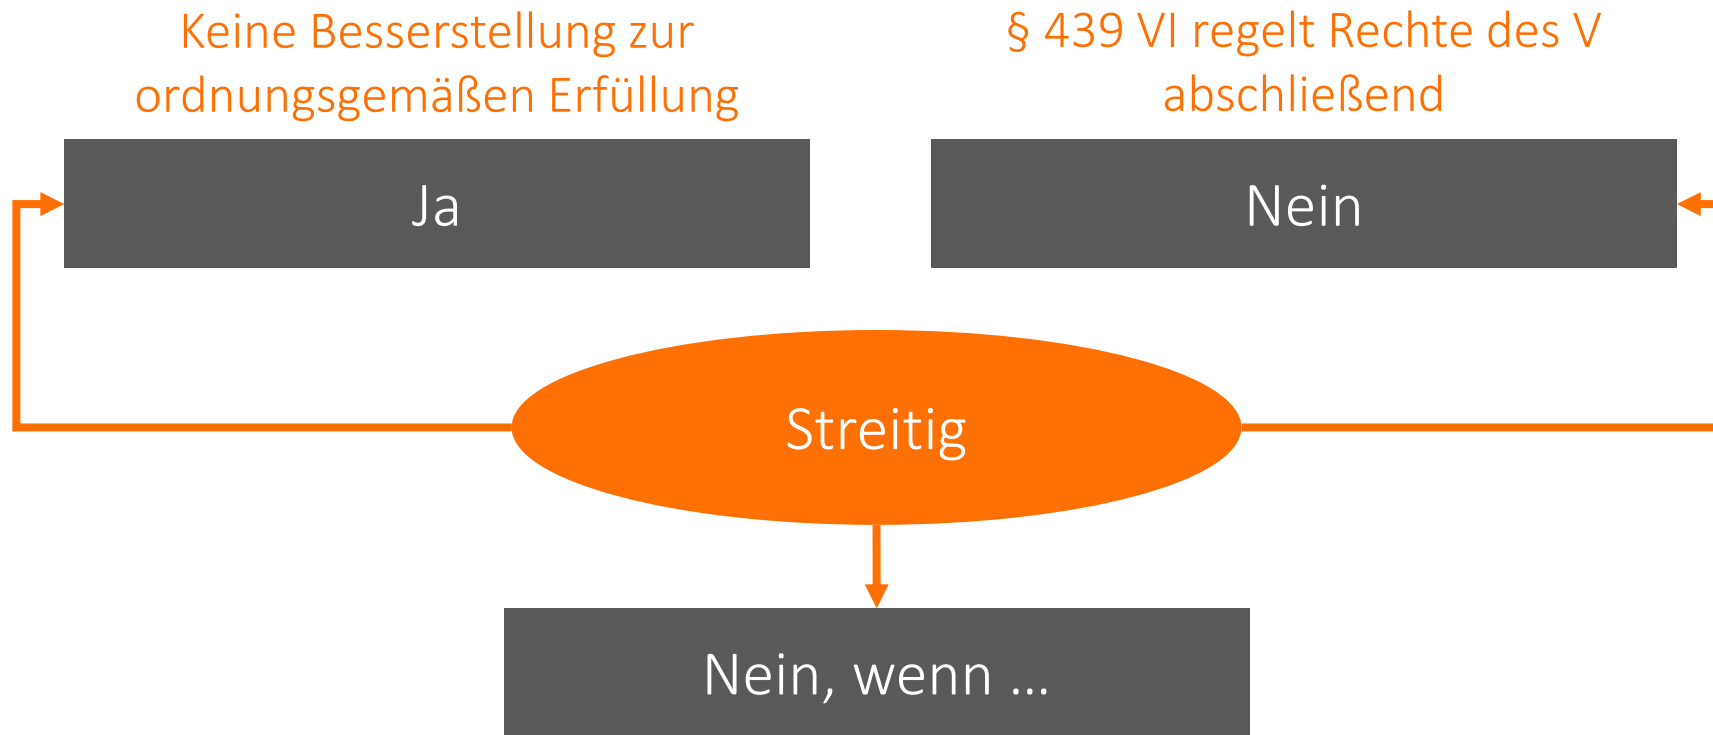 Keine Besserstellung zur
ordnungsgemäßen Erfüllung
Ja
§ 439 VI regelt Rechte des V
abschließend
Nein
Streitig
Nein, wenn ...